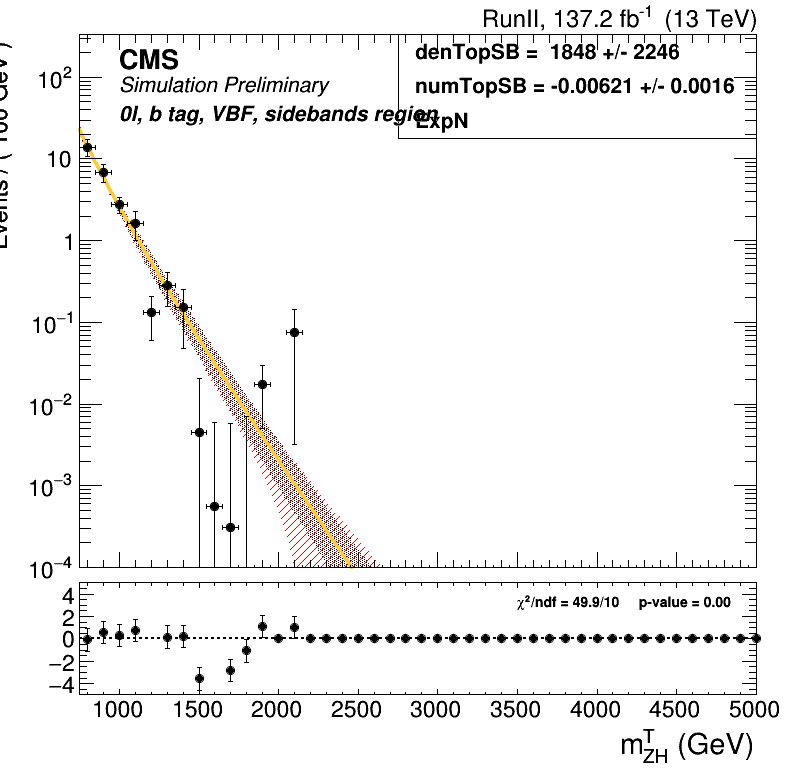 RunII, 137.2 fb⁻¹ (13 TeV)
CMS
Simulation Preliminary
0l, b tag, VBF, sidebands region
denTopSB = 1848 +/- 2246
numTopSB = -0.00621 +/- 0.0016
ExpN
Events / ( 100 GeV )
10²
10
1
10⁻¹
10⁻²
10⁻³
10⁻⁴
χ²/ndf = 49.9/10 p-value = 0.00
4
2
0
−2
−4
1000 1500 2000 2500 3000 3500 4000 4500 5000
m^T_ZH (GeV)